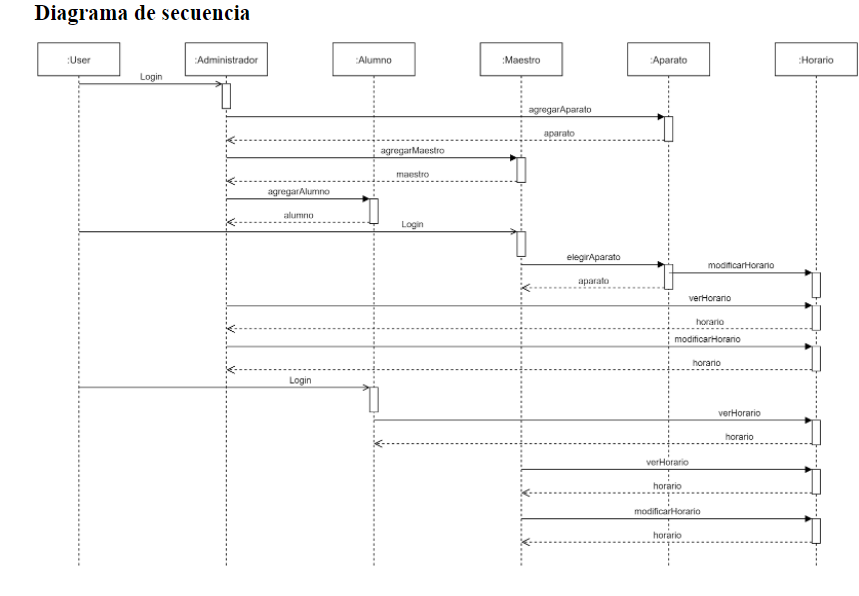 Diagrama de secuencia
:User
:Administrador
:Alumno
:Maestro
:Aparato
:Horario
Login
agregarAparato
aparato
agregarMaestro
maestro
agregarAlumno
alumno
Login
elegirAparato
modificarHorario
aparato
verHorario
horario
modificarHorario
horario
Login
verHorario
horario
verHorario
horario
modificarHorario
horario